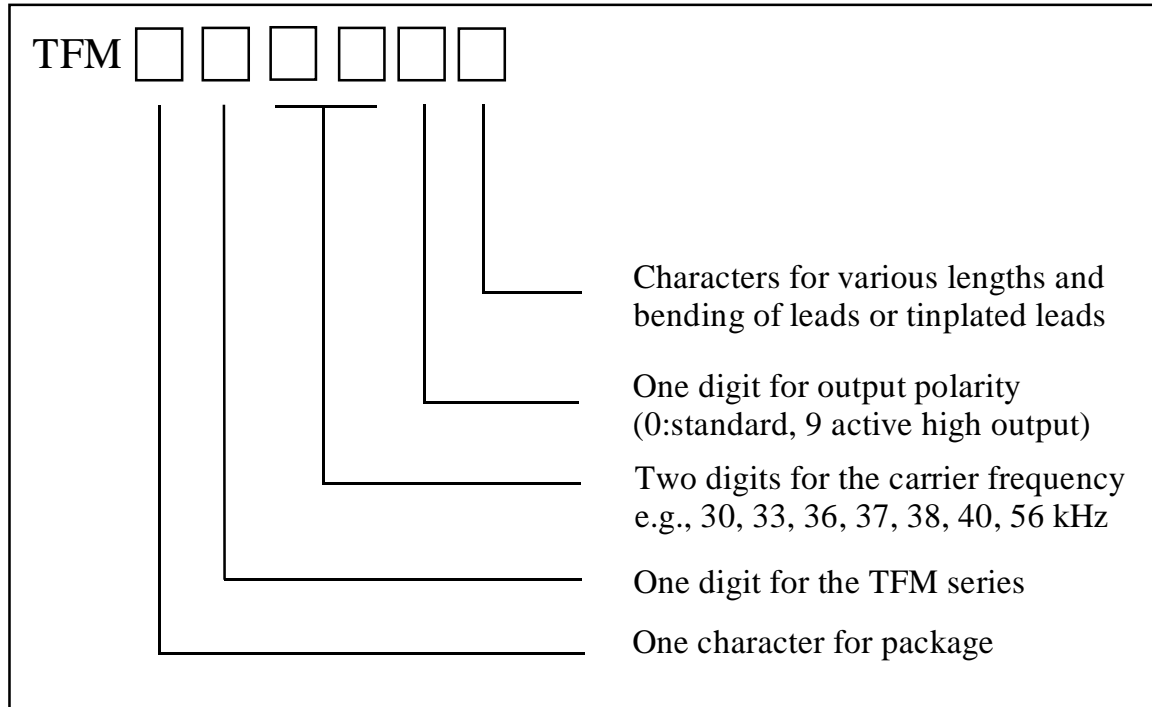 TFM
Characters for various lengths and
bending of leads or tinplated leads
One digit for output polarity
(0:standard, 9 active high output)
Two digits for the carrier frequency
e.g., 30, 33, 36, 37, 38, 40, 56 kHz
One digit for the TFM series
One character for package